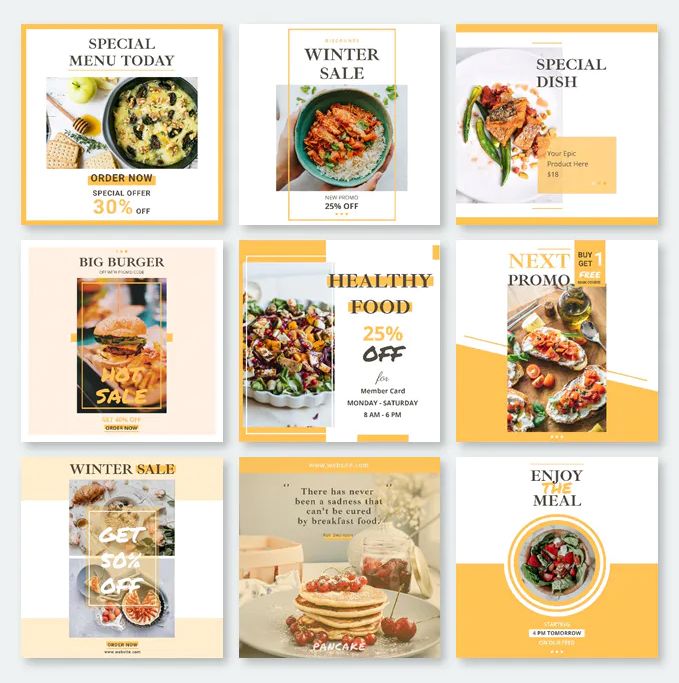 SPECIAL
MENU TODAY
ORDER NOW
SPECIAL OFFER
30% OFF
WINTER
SALE
NEW PROMO
25% OFF
SPECIAL
DISH
Your Epic
Product Here
$18
BIG BURGER
OFF WITH PROMO CODE
HOT
SALE
GET 40% OFF
ORDER NOW
HEALTHY
FOOD
25%
OFF
for
Member Card
MONDAY - SATURDAY
8 AM - 6 PM
NEXT
PROMO
BUY 1
GET
FREE
WINTER SALE
GET
50%
OFF
ORDER NOW
www.website.com
www.website.com
"There has never
been a sadness that
can't be cured
by breakfast food."
PANCAKE
ENJOY
THE
MEAL
STARTING
4 PM TOMORROW